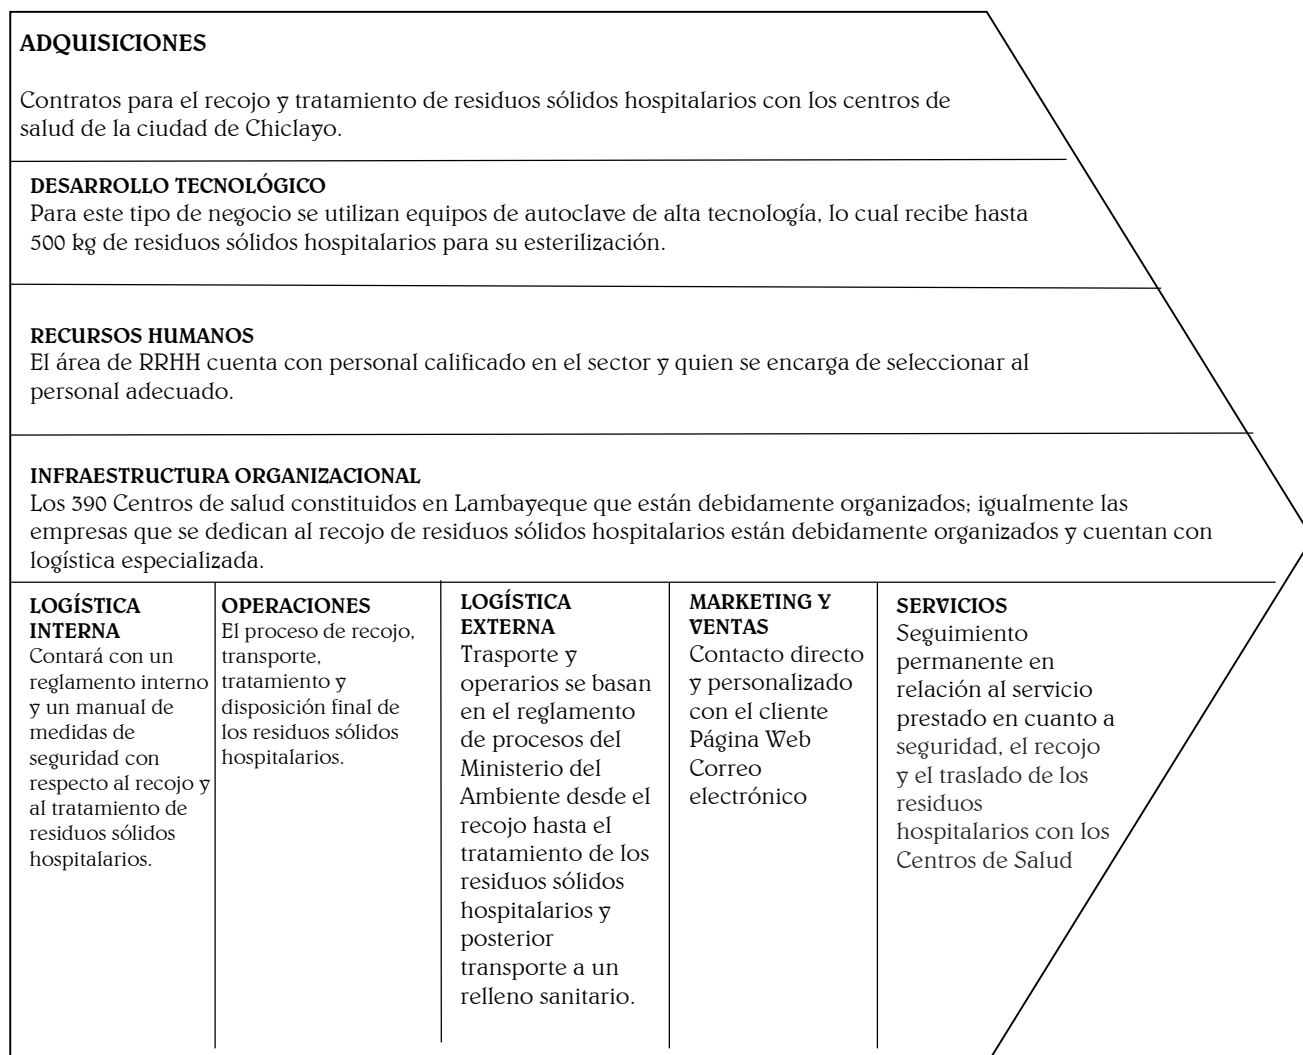 ADQUISICIONES
Contratos para el recojo y tratamiento de residuos sólidos hospitalarios con los centros de
salud de la ciudad de Chiclayo.
DESARROLLO TECNOLÓGICO
Para este tipo de negocio se utilizan equipos de autoclave de alta tecnología, lo cual recibe hasta
500 kg de residuos sólidos hospitalarios para su esterilización.
RECURSOS HUMANOS
El área de RRHH cuenta con personal calificado en el sector y quien se encarga de seleccionar al
personal adecuado.
INFRAESTRUCTURA ORGANIZACIONAL
Los 390 Centros de salud constituidos en Lambayeque que están debidamente organizados; igualmente las
empresas que se dedican al recojo de residuos sólidos hospitalarios están debidamente organizados y cuentan con
logística especializada.
LOGÍSTICA
INTERNA
Contará con un
reglamento interno
y un manual de
medidas de
seguridad con
respecto al recojo y
al tratamiento de
residuos sólidos
hospitalarios.
OPERACIONES
El proceso de recojo,
transporte,
tratamiento y
disposición final de
los residuos sólidos
hospitalarios.
LOGÍSTICA
EXTERNA
Trasporte y
operarios se basan
en el reglamento
de procesos del
Ministerio del
Ambiente desde el
recojo hasta el
tratamiento de los
residuos sólidos
hospitalarios y
posterior
transporte a un
relleno sanitario.
MARKETING Y
VENTAS
Contacto directo
y personalizado
con el cliente
Página Web
Correo
electrónico
SERVICIOS
Seguimiento
permanente en
relación al servicio
prestado en cuanto a
seguridad, el recojo
y el traslado de los
residuos
hospitalarios con los
Centros de Salud